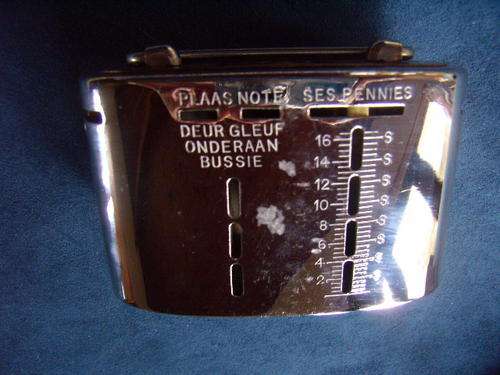 PLAAS NOTE
SES PENNIES
DEUR GLEUF
ONDERAAN
BUSSIE
16 S
14 S
12 S
10 S
8 S
6 S
4 S
2 S